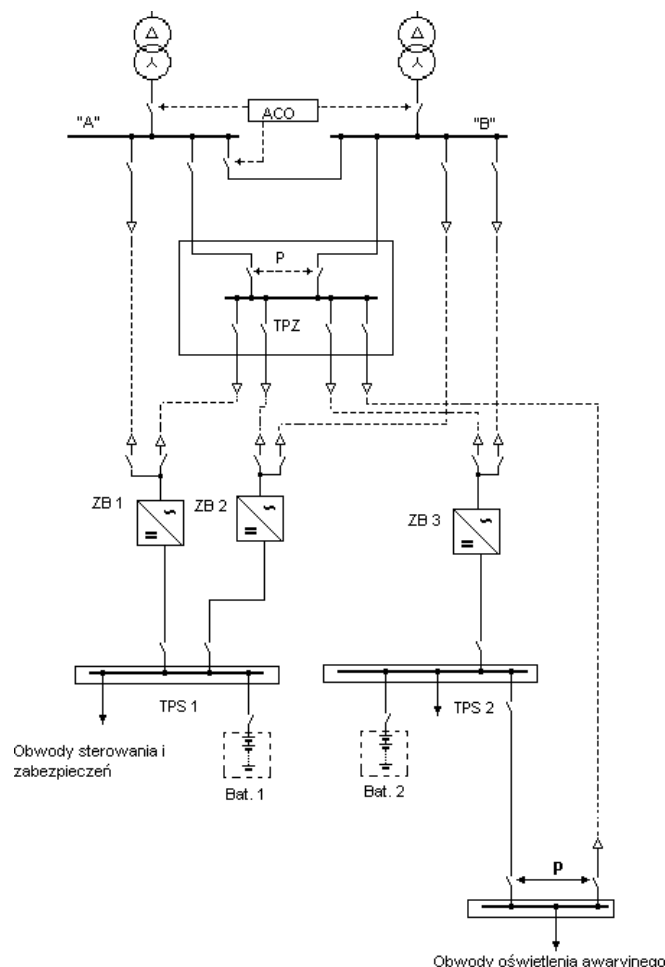 ACO
"A"
"B"
P
TPZ
ZB 1
ZB 2
ZB 3
TPS 1
TPS 2
Obwody sterowania i
zabezpieczeń
Bat. 1
Bat. 2
p
Obwody oświetlenia awaryjnego